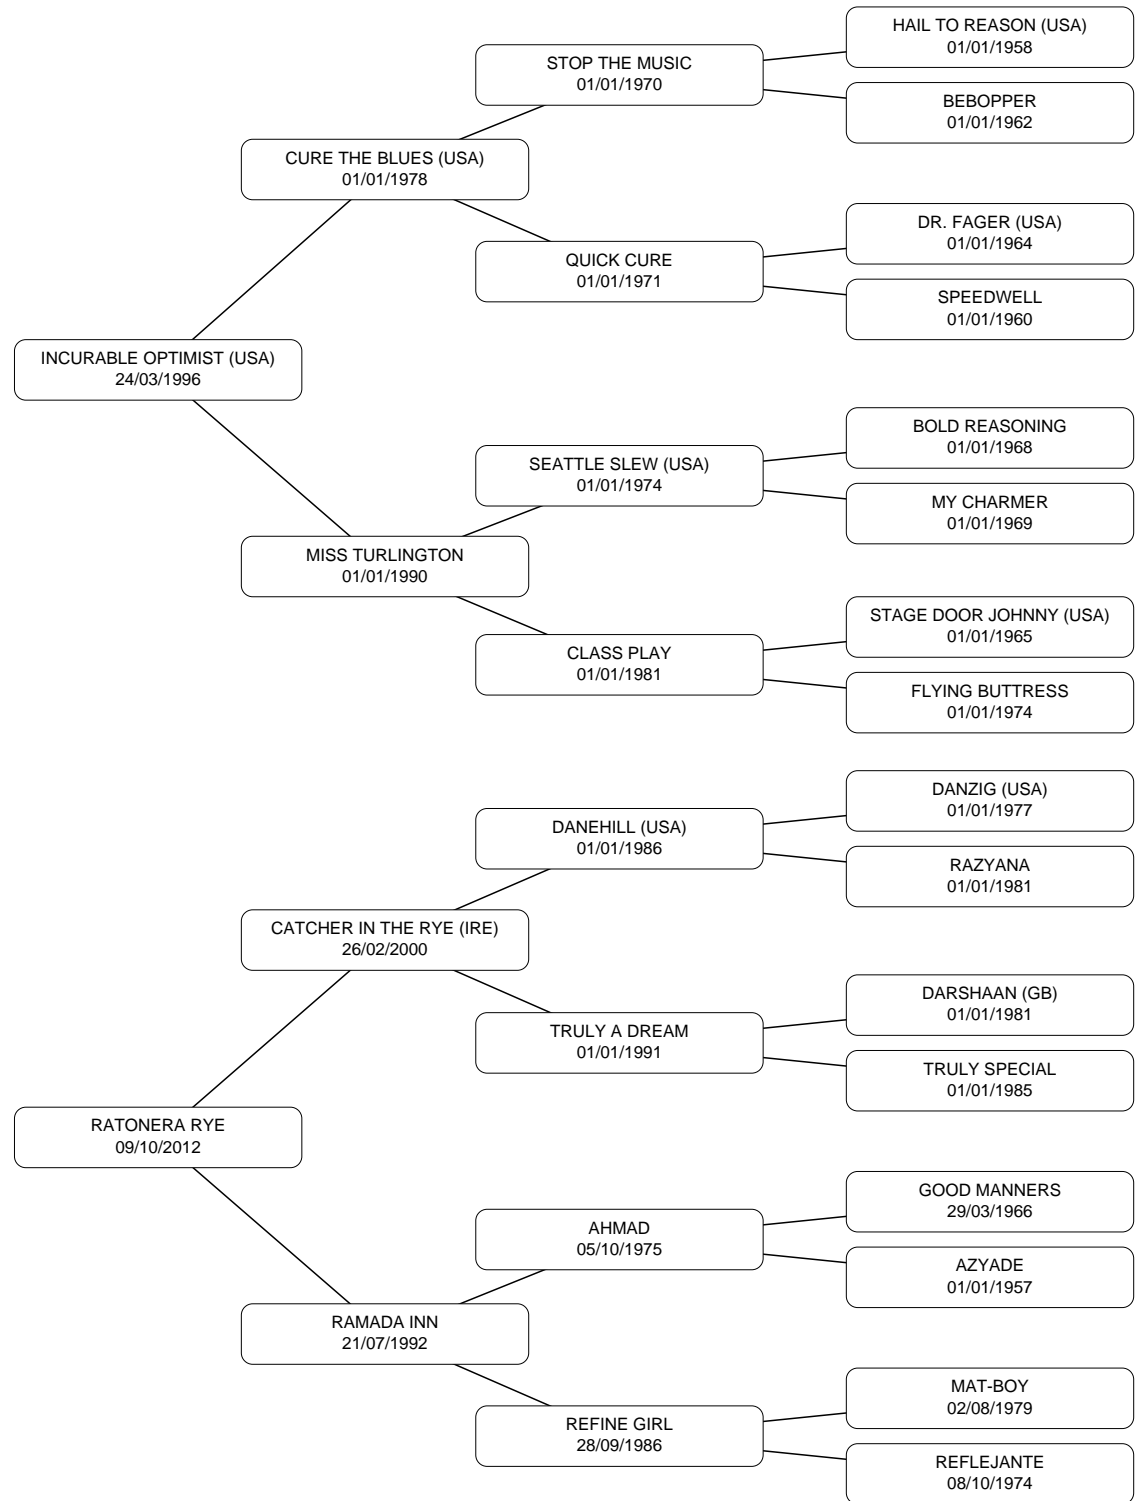 HAIL TO REASON (USA)
01/01/1958
STOP THE MUSIC
01/01/1970
BEBOPPER
01/01/1962
CURE THE BLUES (USA)
01/01/1978
DR. FAGER (USA)
01/01/1964
QUICK CURE
01/01/1971
SPEEDWELL
01/01/1960
INCURABLE OPTIMIST (USA)
24/03/1996
BOLD REASONING
01/01/1968
SEATTLE SLEW (USA)
01/01/1974
MY CHARMER
01/01/1969
MISS TURLINGTON
01/01/1990
STAGE DOOR JOHNNY (USA)
01/01/1965
CLASS PLAY
01/01/1981
FLYING BUTTRESS
01/01/1974
DANZIG (USA)
01/01/1977
DANEHILL (USA)
01/01/1986
RAZYANA
01/01/1981
CATCHER IN THE RYE (IRE)
26/02/2000
DARSHAAN (GB)
01/01/1981
TRULY A DREAM
01/01/1991
TRULY SPECIAL
01/01/1985
RATONERA RYE
09/10/2012
GOOD MANNERS
29/03/1966
AHMAD
05/10/1975
AZYADE
01/01/1957
RAMADA INN
21/07/1992
MAT-BOY
02/08/1979
REFINE GIRL
28/09/1986
REFLEJANTE
08/10/1974